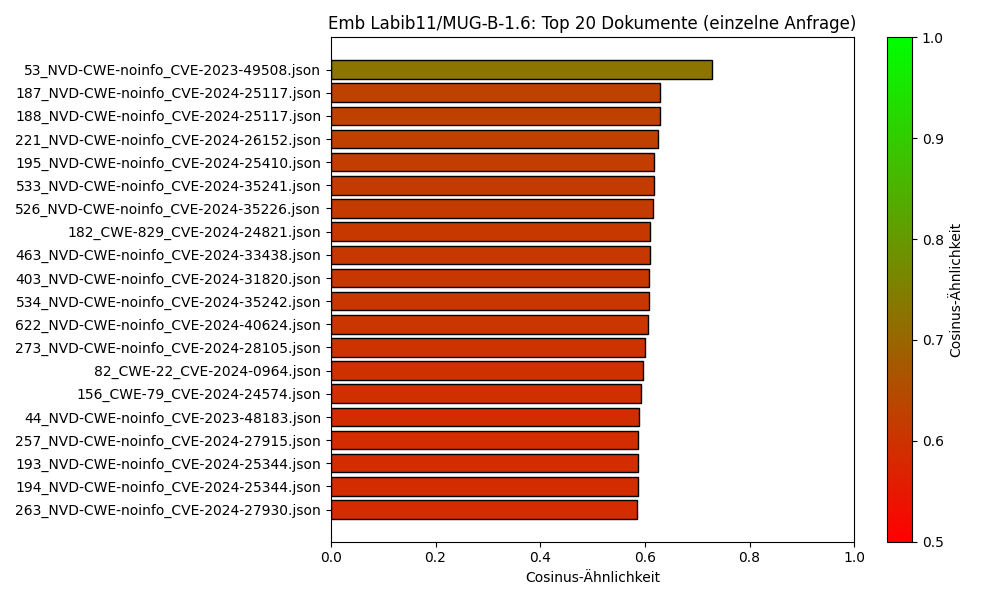 Emb Labib11/MUG-B-1.6: Top 20 Dokumente (einzelne Anfrage)
53_NVD-CWE-noinfo_CVE-2023-49508.json
187_NVD-CWE-noinfo_CVE-2024-25117.json
188_NVD-CWE-noinfo_CVE-2024-25117.json
221_NVD-CWE-noinfo_CVE-2024-26152.json
195_NVD-CWE-noinfo_CVE-2024-25410.json
533_NVD-CWE-noinfo_CVE-2024-35241.json
526_NVD-CWE-noinfo_CVE-2024-35226.json
182_CWE-829_CVE-2024-24821.json
463_NVD-CWE-noinfo_CVE-2024-33438.json
403_NVD-CWE-noinfo_CVE-2024-31820.json
534_NVD-CWE-noinfo_CVE-2024-35242.json
622_NVD-CWE-noinfo_CVE-2024-40624.json
273_NVD-CWE-noinfo_CVE-2024-28105.json
82_CWE-22_CVE-2024-0964.json
156_CWE-79_CVE-2024-24574.json
44_NVD-CWE-noinfo_CVE-2023-48183.json
257_NVD-CWE-noinfo_CVE-2024-27915.json
193_NVD-CWE-noinfo_CVE-2024-25344.json
194_NVD-CWE-noinfo_CVE-2024-25344.json
263_NVD-CWE-noinfo_CVE-2024-27930.json
0.0 0.2 0.4 0.6 0.8 1.0
Cosinus-Ähnlichkeit
1.0
0.9
0.8
0.7
0.6
0.5
Cosinus-Ähnlichkeit